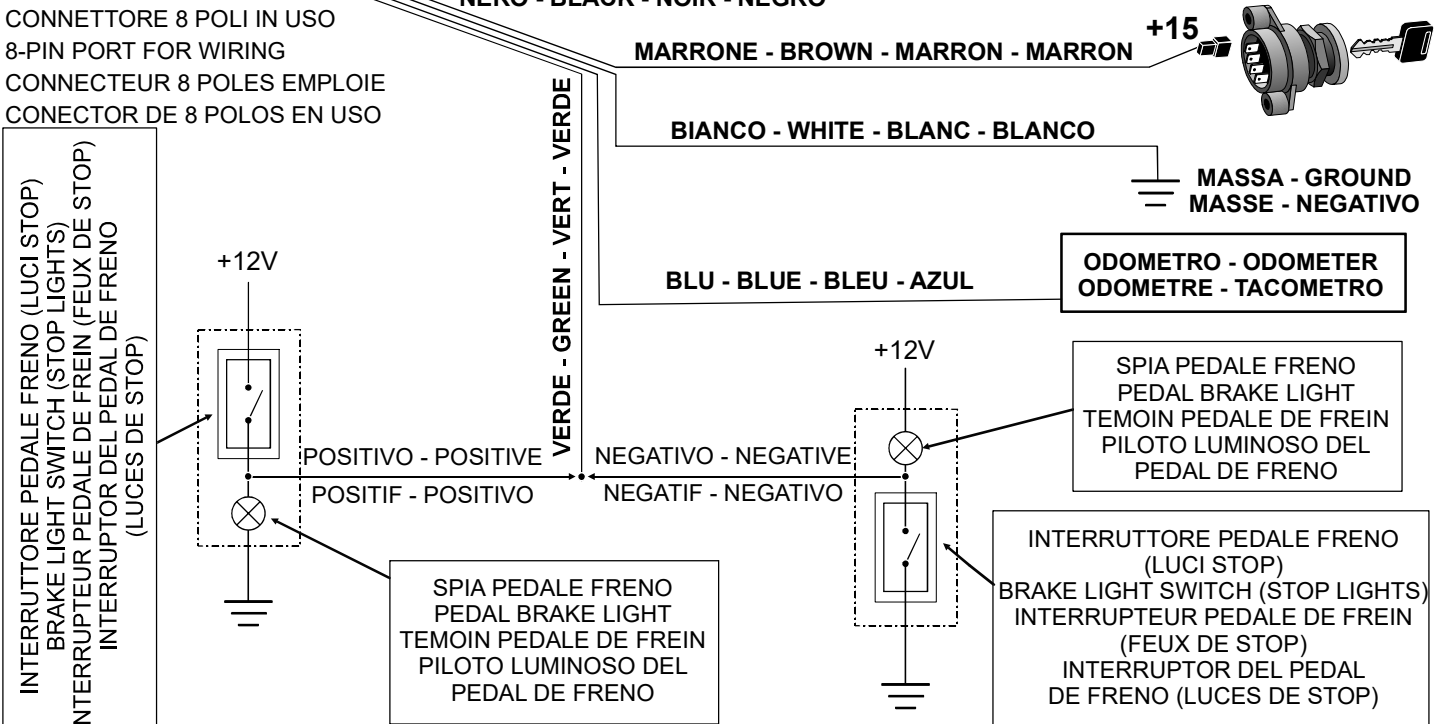 NERO - BLACK - NOIR - NEGRO
CONNETTORE 8 POLI IN USO
8-PIN PORT FOR WIRING
CONNECTEUR 8 POLES EMPLOIE
CONECTOR DE 8 POLOS EN USO
MARRONE - BROWN - MARRON - MARRON
+15
BIANCO - WHITE - BLANC - BLANCO
MASSA - GROUND
MASSE - NEGATIVO
VERDE - GREEN - VERT - VERDE
BLU - BLUE - BLEU - AZUL
ODOMETRO - ODOMETER
ODOMETRE - TACOMETRO
INTERRUTTORE PEDALE FRENO (LUCI STOP)
BRAKE LIGHT SWITCH (STOP LIGHTS)
INTERRUPTEUR PEDALE DE FREIN (FEUX DE STOP)
INTERRUPTOR DEL PEDAL DE FRENO
(LUCES DE STOP)
+12V
POSITIVO - POSITIVE
POSITIF - POSITIVO
NEGATIVO - NEGATIVE
NEGATIF - NEGATIVO
+12V
SPIA PEDALE FRENO
PEDAL BRAKE LIGHT
TEMOIN PEDALE DE FREIN
PILOTO LUMINOSO DEL
PEDAL DE FRENO
SPIA PEDALE FRENO
PEDAL BRAKE LIGHT
TEMOIN PEDALE DE FREIN
PILOTO LUMINOSO DEL
PEDAL DE FRENO
INTERRUTTORE PEDALE FRENO
(LUCI STOP)
BRAKE LIGHT SWITCH (STOP LIGHTS)
INTERRUPTEUR PEDALE DE FREIN
(FEUX DE STOP)
INTERRUPTOR DEL PEDAL
DE FRENO (LUCES DE STOP)